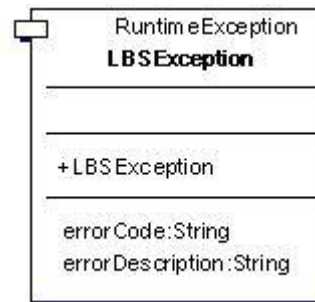 RuntimeException
LBSException
+LBSException
errorCode:String
errorDescription:String